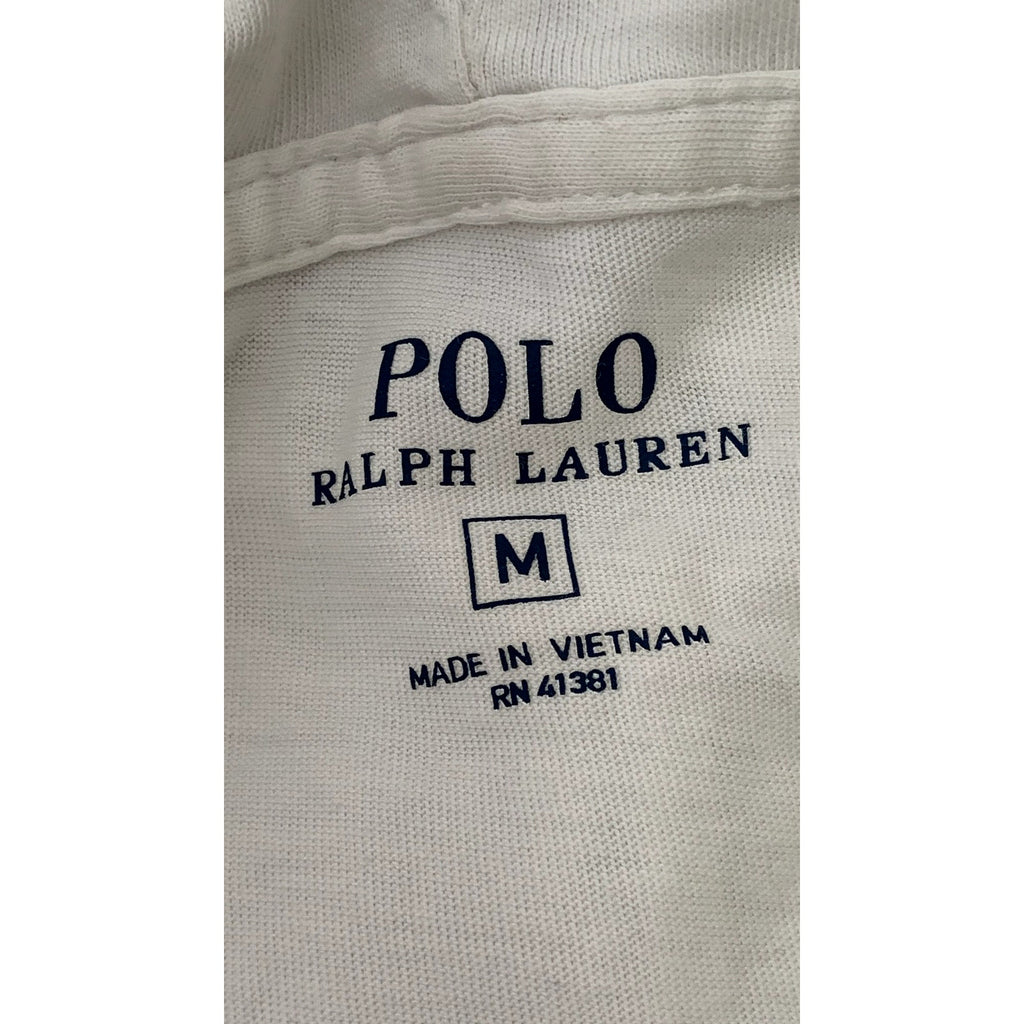 POLO
RALPH LAUREN
M
MADE IN VIETNAM
RN 41381